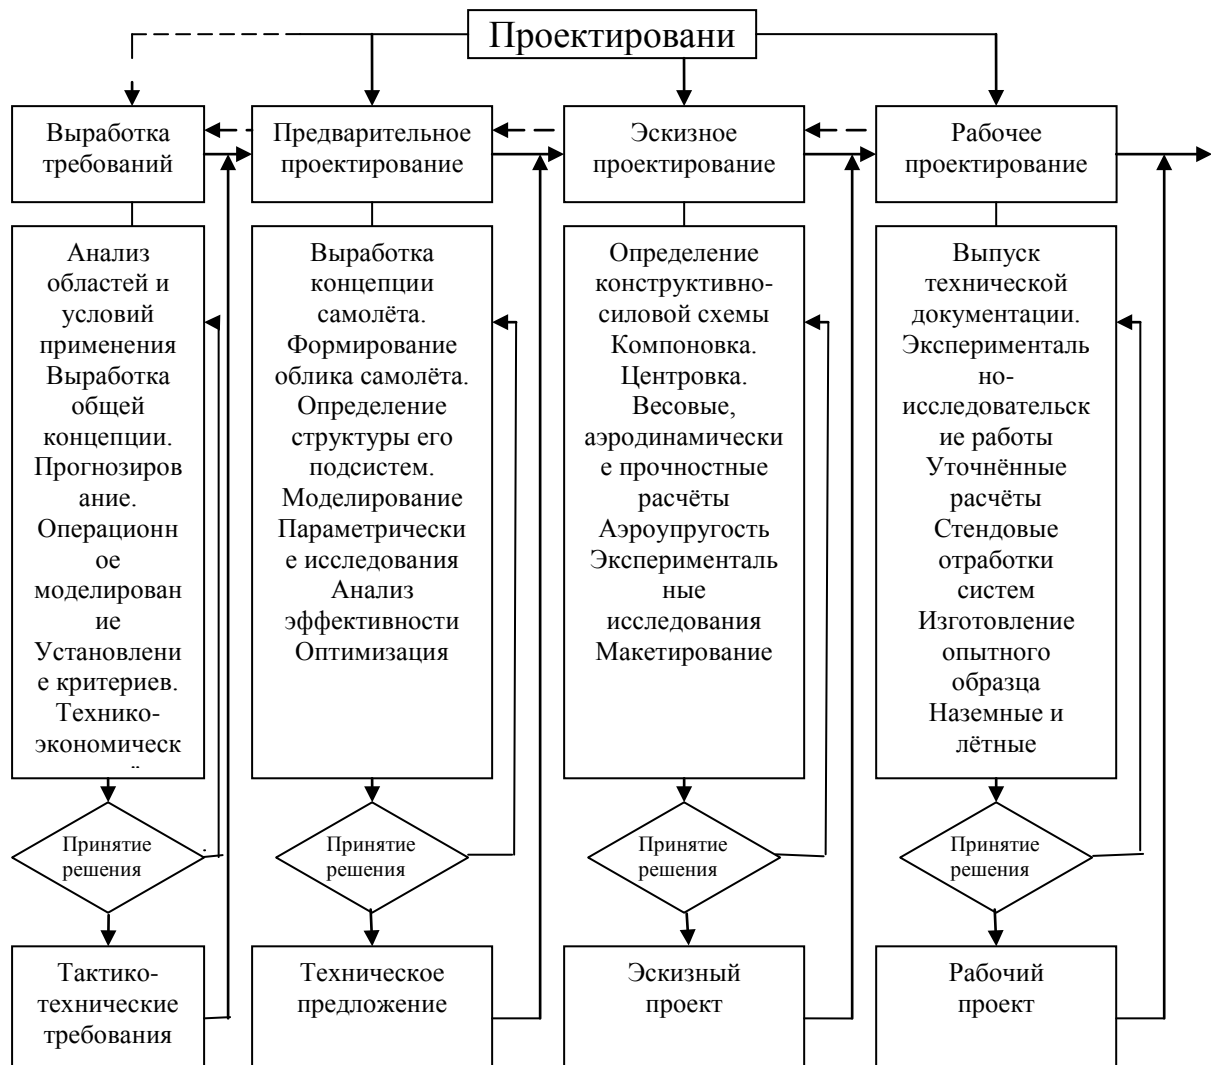 Проектировани
Выработка
требований
Предварительное
проектирование
Эскизное
проектирование
Рабочее
проектирование
Анализ
областей и
условий
применения
Выработка
общей
концепции.
Прогнозиров
ание.
Операционн
ое
моделирован
ие
Установлени
е критериев.
Технико-
экономическ
Выработка
концепции
самолёта.
Формирование
облика самолёта.
Определение
структуры его
подсистем.
Моделирование
Параметрически
е исследования
Анализ
эффективности
Оптимизация
Определение
конструктивно-
силовой схемы
Компоновка.
Центровка.
Весовые,
аэродинамически
е прочностные
расчёты
Аэроупругость
Эксперименталь
ные
исследования
Макетирование
Выпуск
технической
документации.
Эксперименталь
но-
исследовательск
ие работы
Уточнённые
расчёты
Стендовые
отработки
систем
Изготовление
опытного
образца
Наземные и
лётные
Принятие
решения
Принятие
решения
Принятие
решения
Принятие
решения
Тактико-
технические
требования
Техническое
предложение
Эскизный
проект
Рабочий
проект